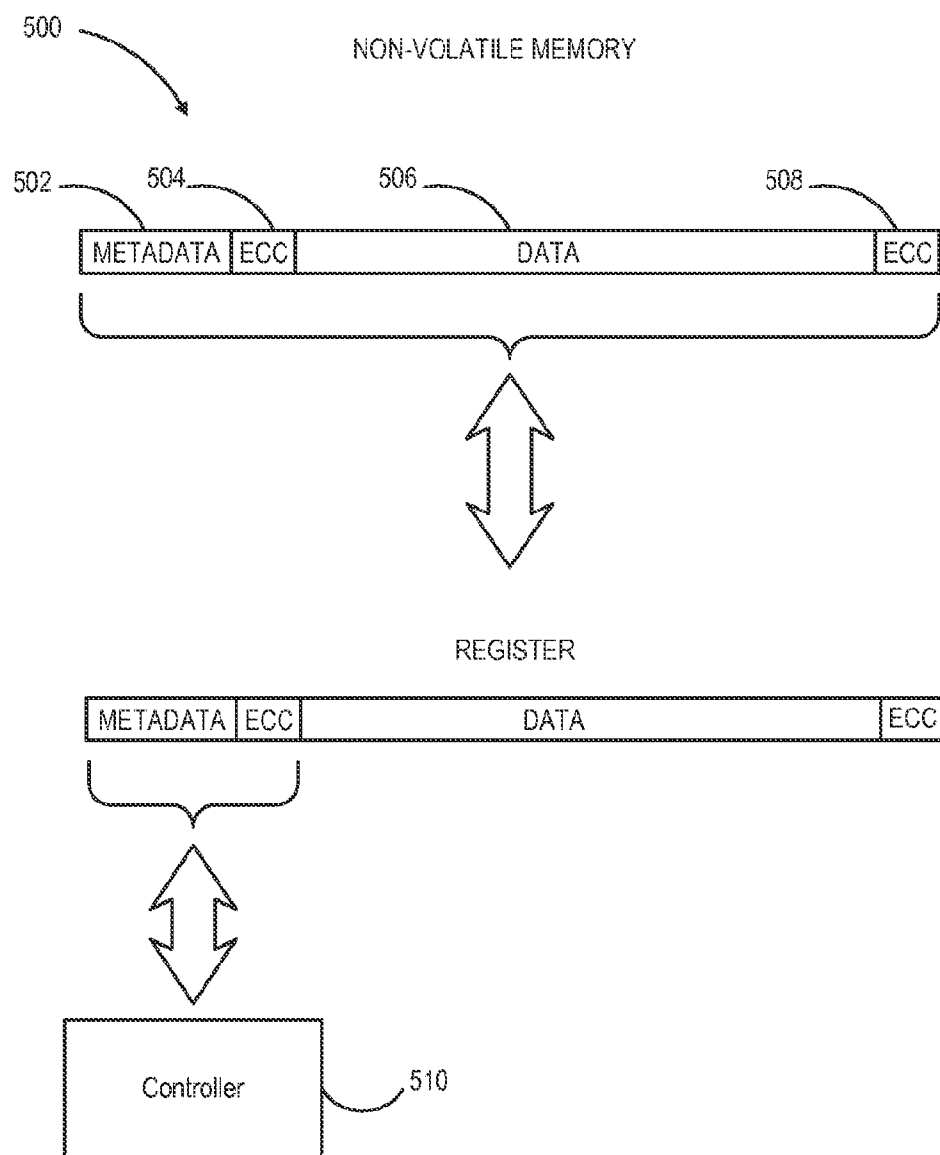 500
NON-VOLATILE MEMORY
502 504 506 508
METADATA ECC DATA ECC
REGISTER
METADATA ECC DATA ECC
Controller
510